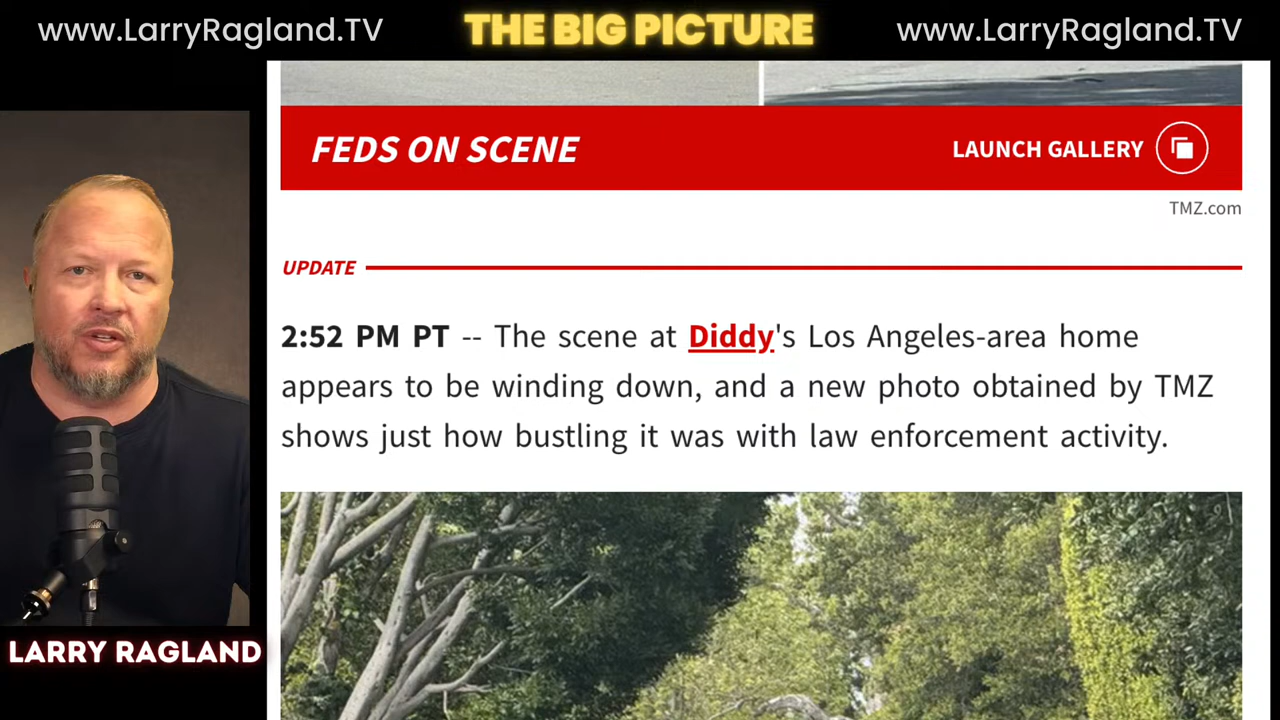 www.LarryRagland.TV
THE BIG PICTURE
www.LarryRagland.TV
FEDS ON SCENE
LAUNCH GALLERY
TMZ.com
UPDATE
2:52 PM PT -- The scene at Diddy's Los Angeles-area home
appears to be winding down, and a new photo obtained by TMZ
shows just how bustling it was with law enforcement activity.
LARRY RAGLAND